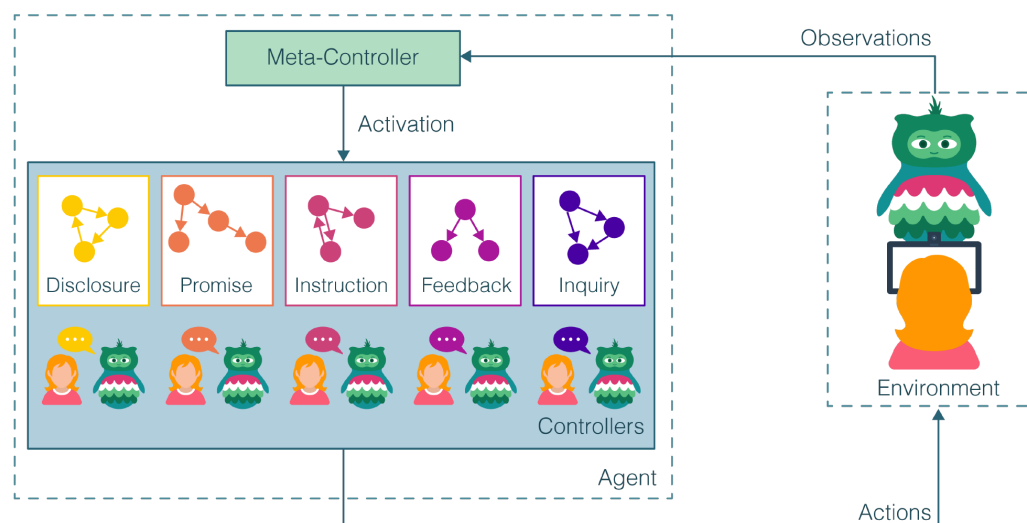 Observations
Meta-Controller
Activation
Disclosure
Promise
Instruction
Feedback
Inquiry
Environment
Controllers
Agent
Actions